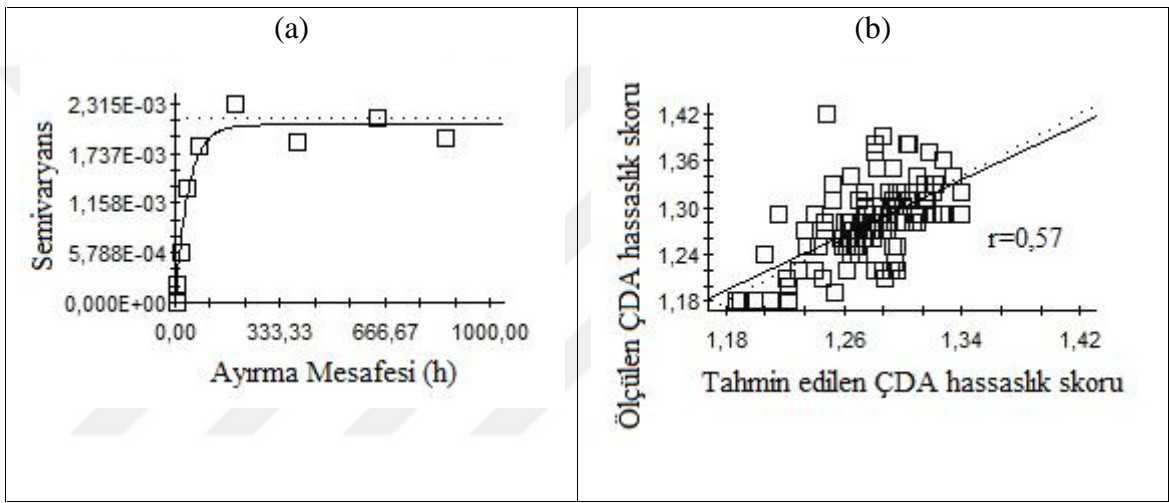 (a)
Semivaryans
2,315E-03
1,737E-03
1,158E-03
5,788E-04
0,000E+00
0,00 333,33 666,67 1000,00
Ayırma Mesafesi (h)
(b)
Ölçülen ÇDA hassaslık skoru
1,42
1,36
1,30
1,24
1,18
r=0,57
1,18 1,26 1,34 1,42
Tahmin edilen ÇDA hassaslık skoru